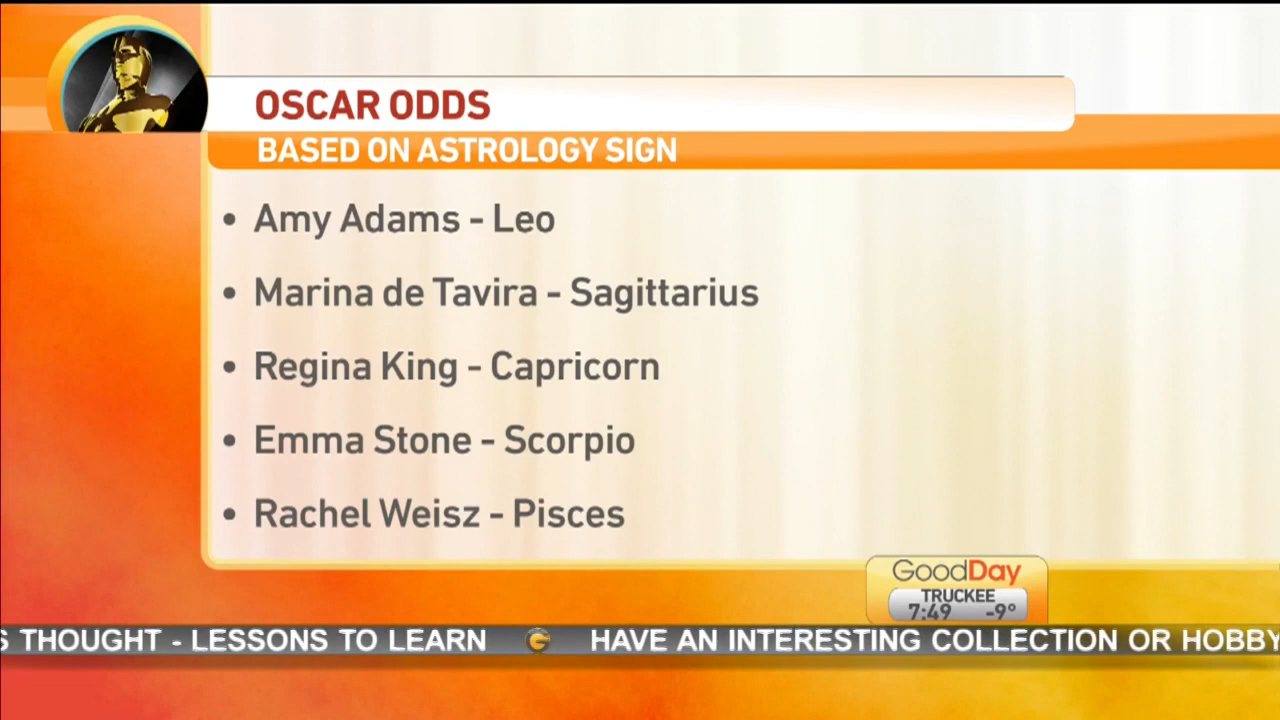 OSCAR ODDS
BASED ON ASTROLOGY SIGN
• Amy Adams - Leo
• Marina de Tavira - Sagittarius
• Regina King - Capricorn
• Emma Stone - Scorpio
• Rachel Weisz - Pisces
GoodDay
TRUCKEE
7:49 -9°
S THOUGHT - LESSONS TO LEARN HAVE AN INTERESTING COLLECTION OR HOBBY